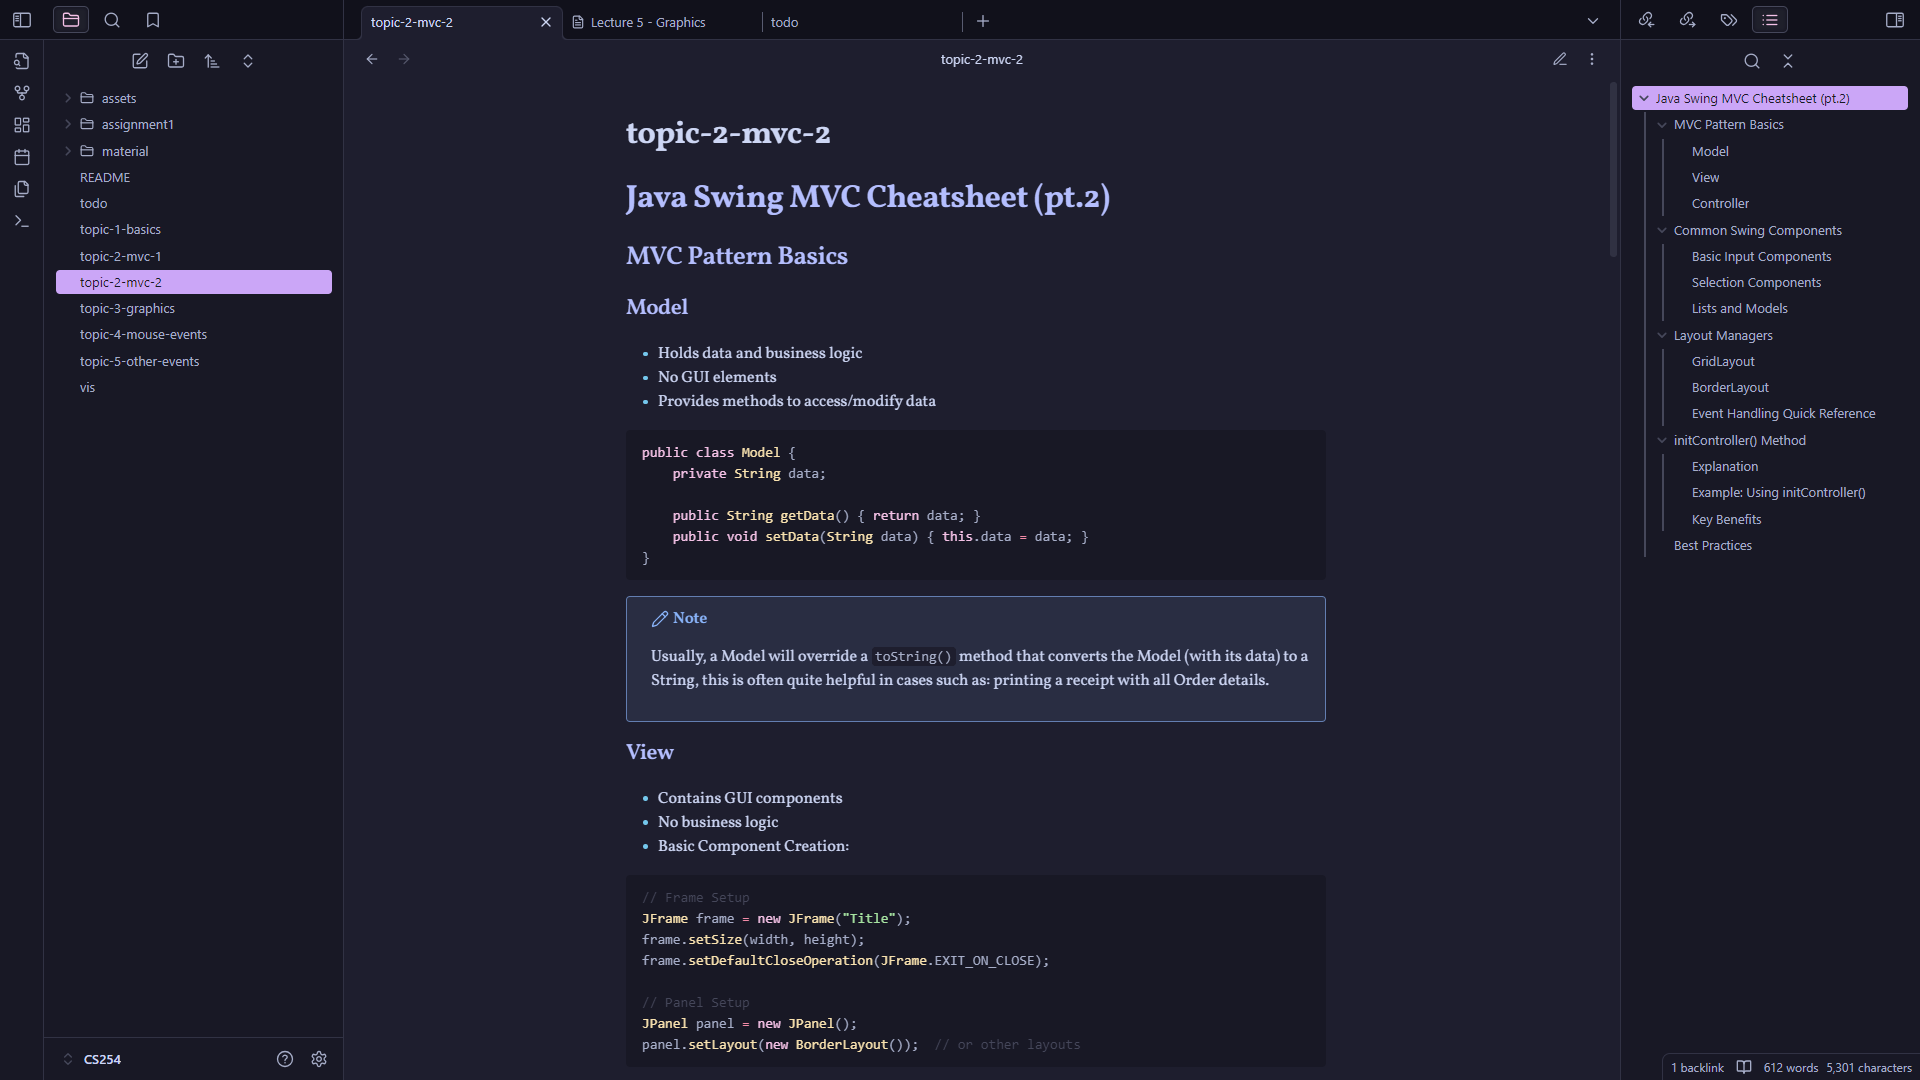 topic-2-mvc-2
Lecture 5 - Graphics
todo
assets
assignment1
material
README
todo
topic-1-basics
topic-2-mvc-1
topic-2-mvc-2
topic-3-graphics
topic-4-mouse-events
topic-5-other-events
vis
CS254
topic-2-mvc-2
topic-2-mvc-2
Java Swing MVC Cheatsheet (pt.2)
MVC Pattern Basics
Model
Holds data and business logic
No GUI elements
Provides methods to access/modify data
public class Model {
    private String data;
    public String getData() { return data; }
    public void setData(String data) { this.data = data; }
}
Note
Usually, a Model will override a toString() method that converts the Model (with its data) to a
String, this is often quite helpful in cases such as: printing a receipt with all Order details.
View
Contains GUI components
No business logic
Basic Component Creation:
// Frame Setup
JFrame frame = new JFrame("Title");
frame.setSize(width, height);
frame.setDefaultCloseOperation(JFrame.EXIT_ON_CLOSE);
// Panel Setup
JPanel panel = new JPanel();
panel.setLayout(new BorderLayout());  // or other layouts
Java Swing MVC Cheatsheet (pt.2)
MVC Pattern Basics
Model
View
Controller
Common Swing Components
Basic Input Components
Selection Components
Lists and Models
Layout Managers
GridLayout
BorderLayout
Event Handling Quick Reference
initController() Method
Explanation
Example: Using initController()
Key Benefits
Best Practices
1 backlink 612 words 5,301 characters